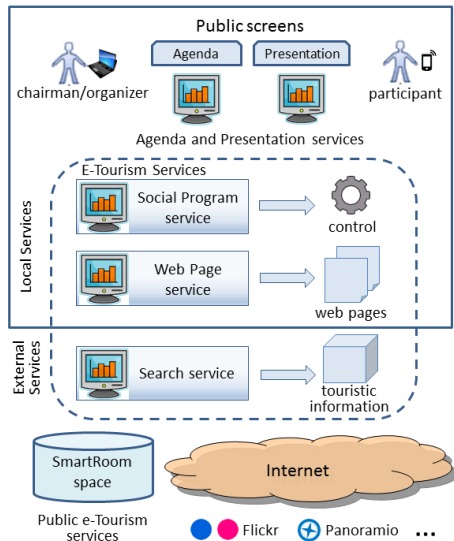 Public screens
Agenda
Presentation
chairman/organizer
participant
Agenda and Presentation services
E-Tourism Services
Local Services
Social Program
service
control
Web Page
service
web pages
External
Services
Search service
touristic
information
SmartRoom
space
Internet
Public e-Tourism
services
Flickr
Panoramio
...